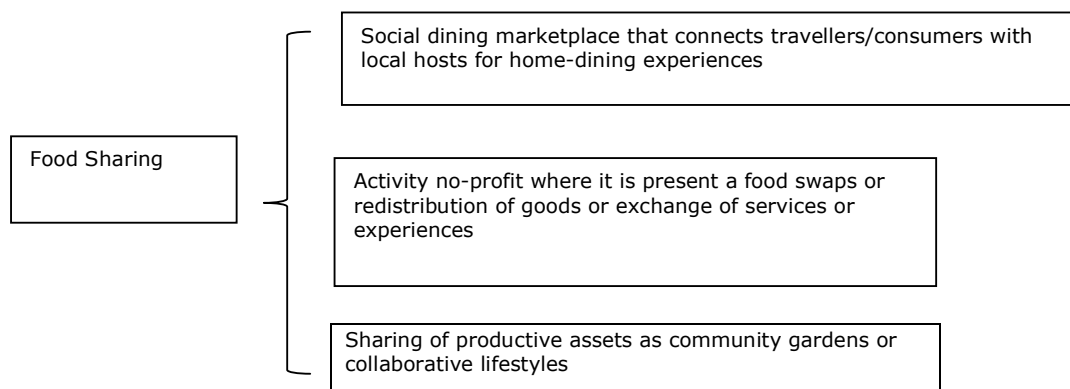 Social dining marketplace that connects travellers/consumers with
local hosts for home-dining experiences
Food Sharing
Activity no-profit where it is present a food swaps or
redistribution of goods or exchange of services or
experiences
Sharing of productive assets as community gardens or
collaborative lifestyles